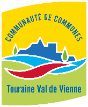 COMMUNAUTÉ DE COMMUNES
Touraine Val de Vienne